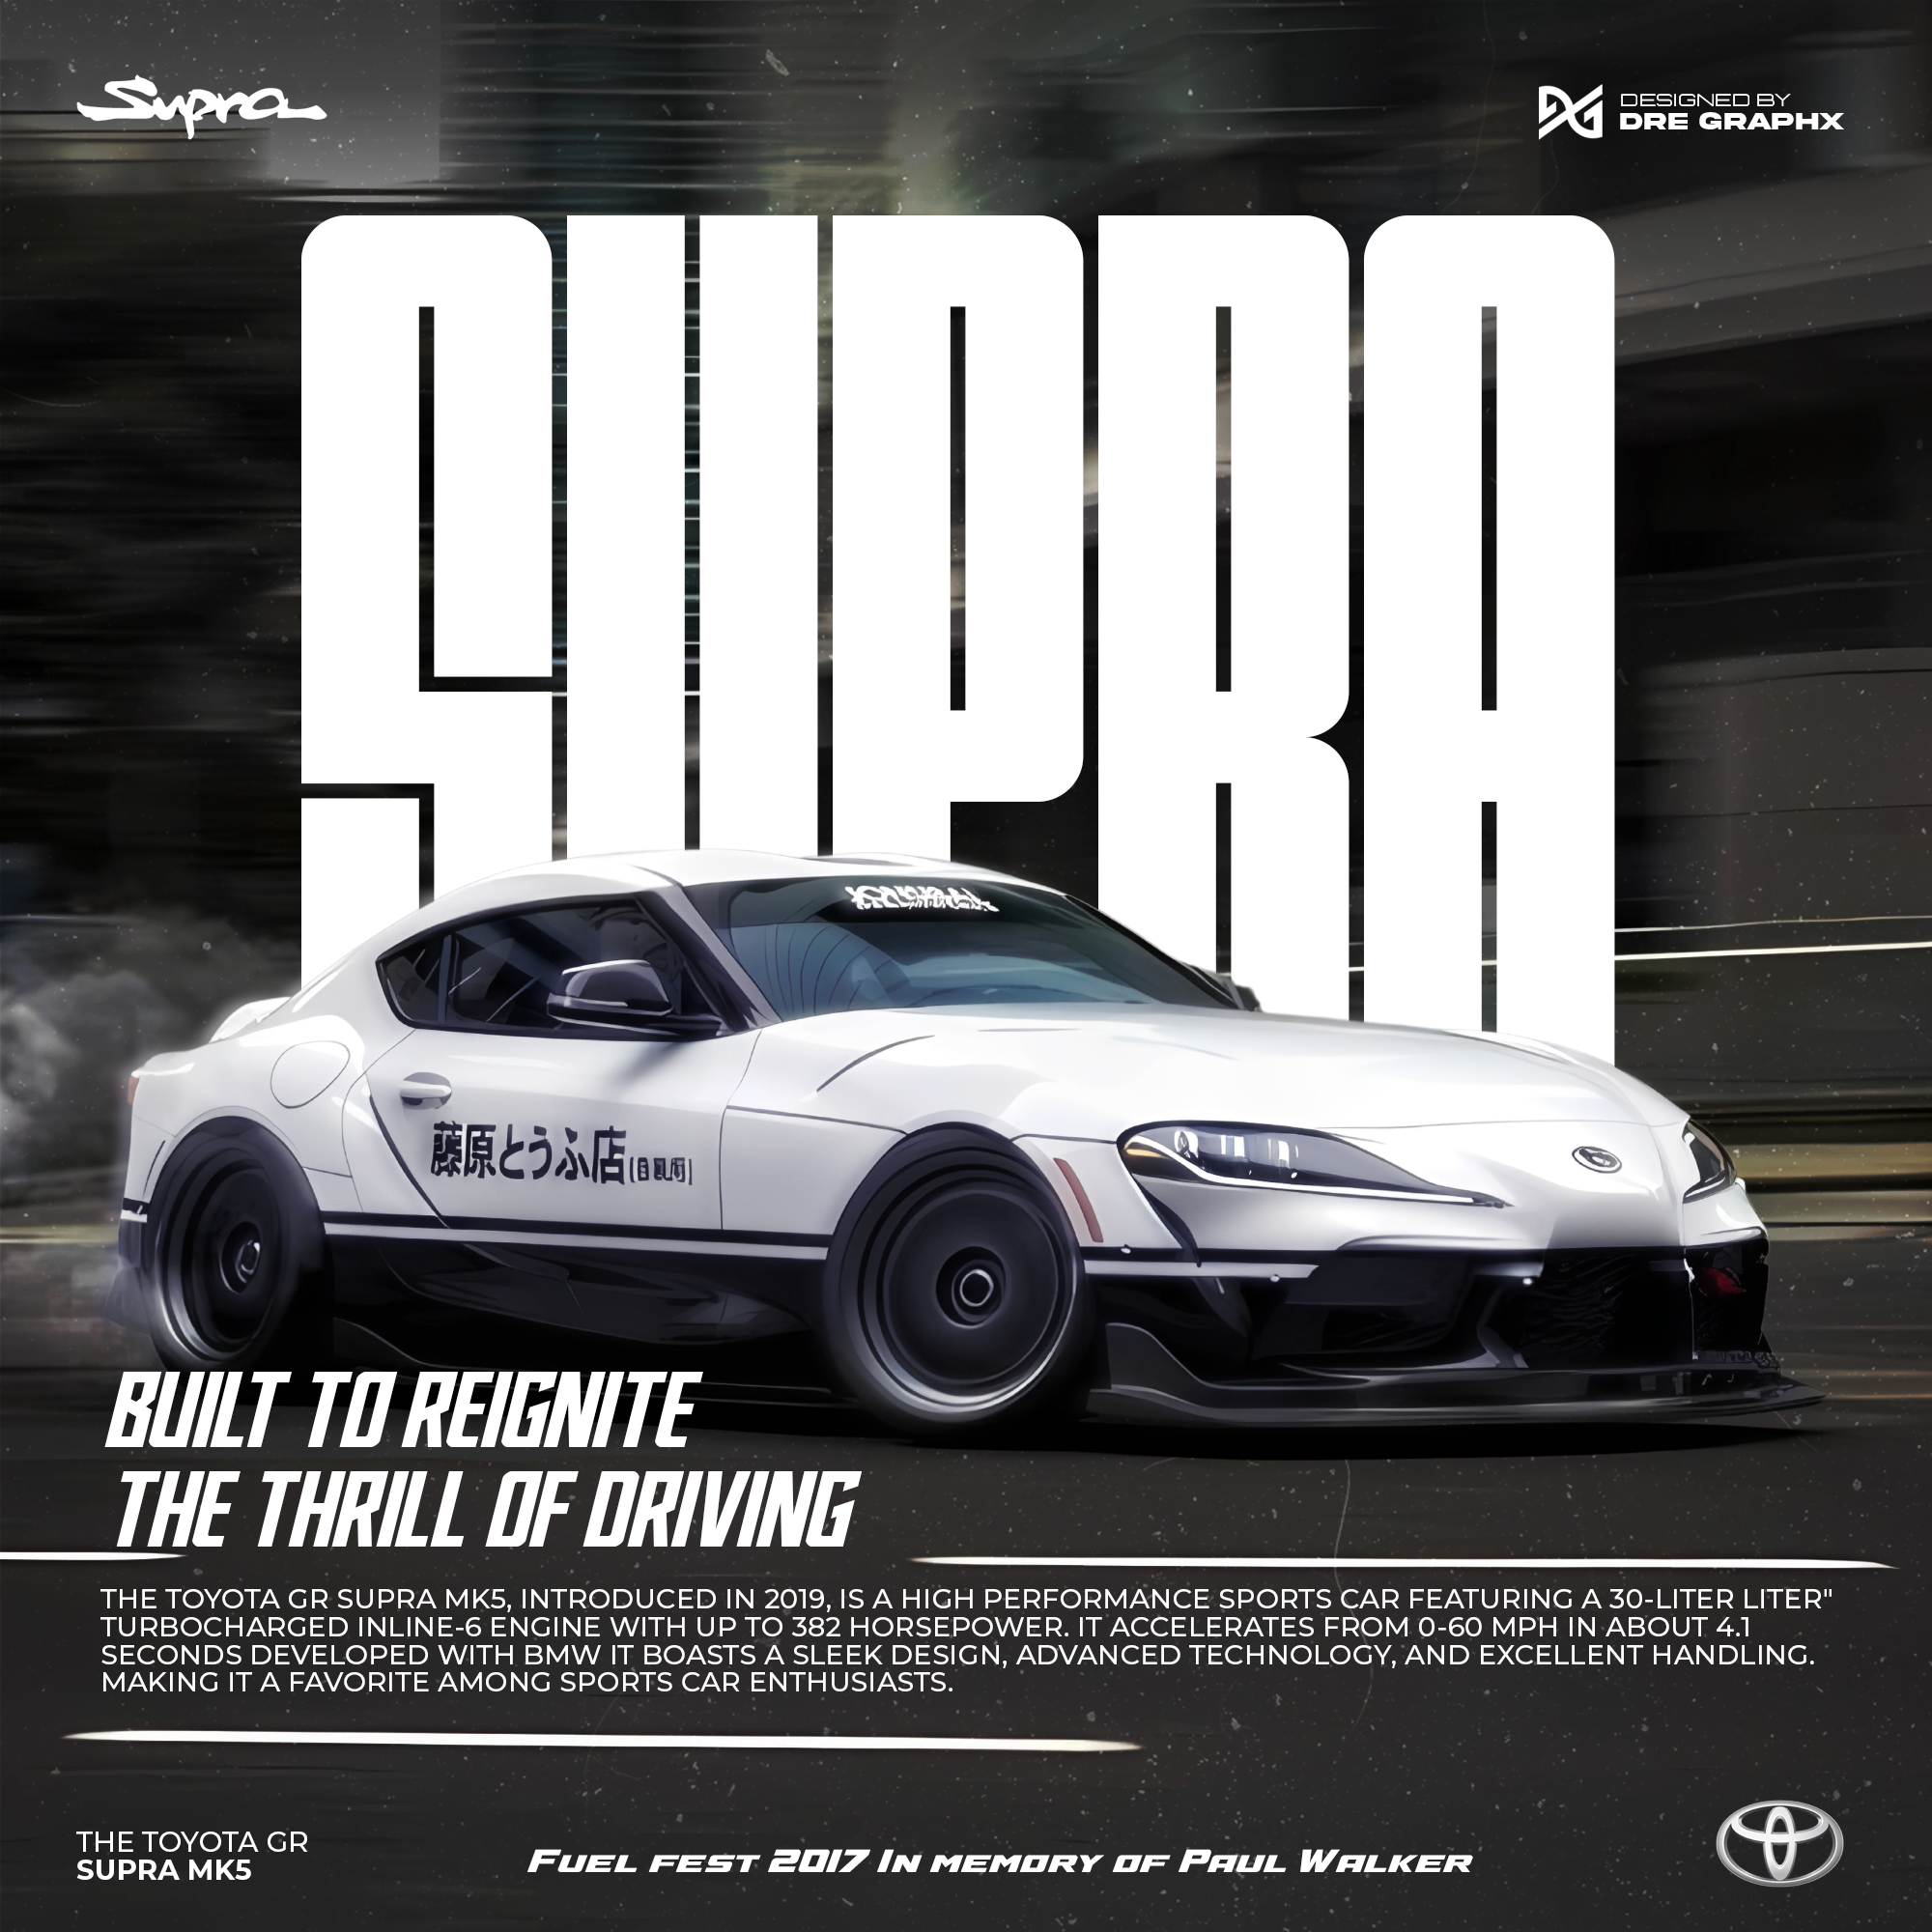 Supra
DESIGNED BY
DRE GRAPHX
SUPRA
藤原とうふ店
BUILT TO REIGNITE
THE THRILL OF DRIVING
THE TOYOTA GR SUPRA MK5, INTRODUCED IN 2019, IS A HIGH PERFORMANCE SPORTS CAR FEATURING A 30-LITER LITER"
TURBOCHARGED INLINE-6 ENGINE WITH UP TO 382 HORSEPOWER. IT ACCELERATES FROM 0-60 MPH IN ABOUT 4.1
SECONDS DEVELOPED WITH BMW IT BOASTS A SLEEK DESIGN, ADVANCED TECHNOLOGY, AND EXCELLENT HANDLING.
MAKING IT A FAVORITE AMONG SPORTS CAR ENTHUSIASTS.
THE TOYOTA GR
SUPRA MK5
FUEL FEST 2017 IN MEMORY OF PAUL WALKER